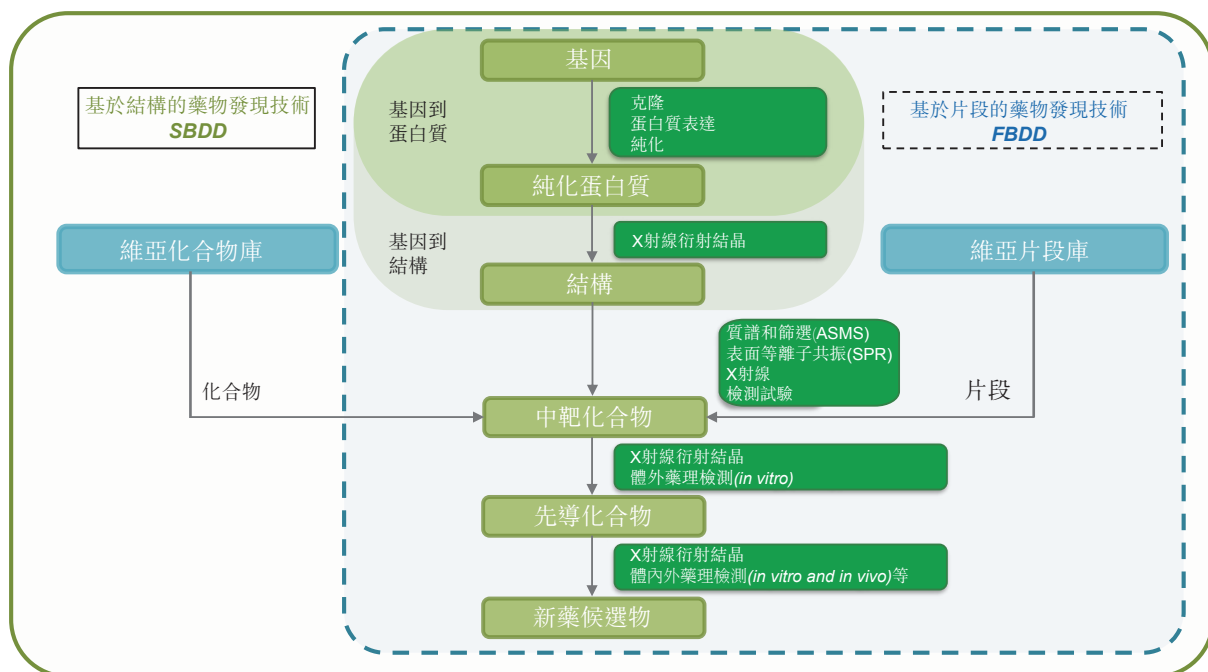 基因
基於結構的藥物發現技術
SBDD
基因到
蛋白質
克隆
蛋白質表達
純化
基於片段的藥物發現技術
FBDD
純化蛋白質
維亞化合物庫
基因到
結構
X射線衍射結晶
維亞片段庫
結構
質譜和篩選(ASMS)
表面等離子共振(SPR)
X射線
檢測試驗
化合物
片段
中靶化合物
X射線衍射結晶
體外藥理檢測(in vitro)
先導化合物
X射線衍射結晶
體內外藥理檢測(in vitro and in vivo)等
新藥候選物